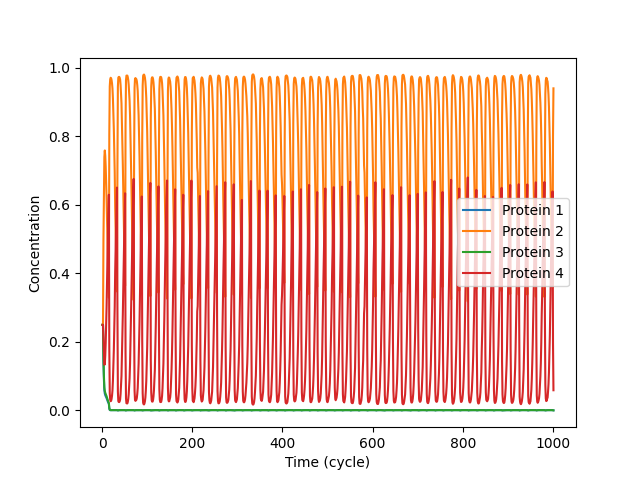 1.0
0.8
0.6
0.4
0.2
0.0
Concentration
Protein 1
Protein 2
Protein 3
Protein 4
0 200 400 600 800 1000
Time (cycle)